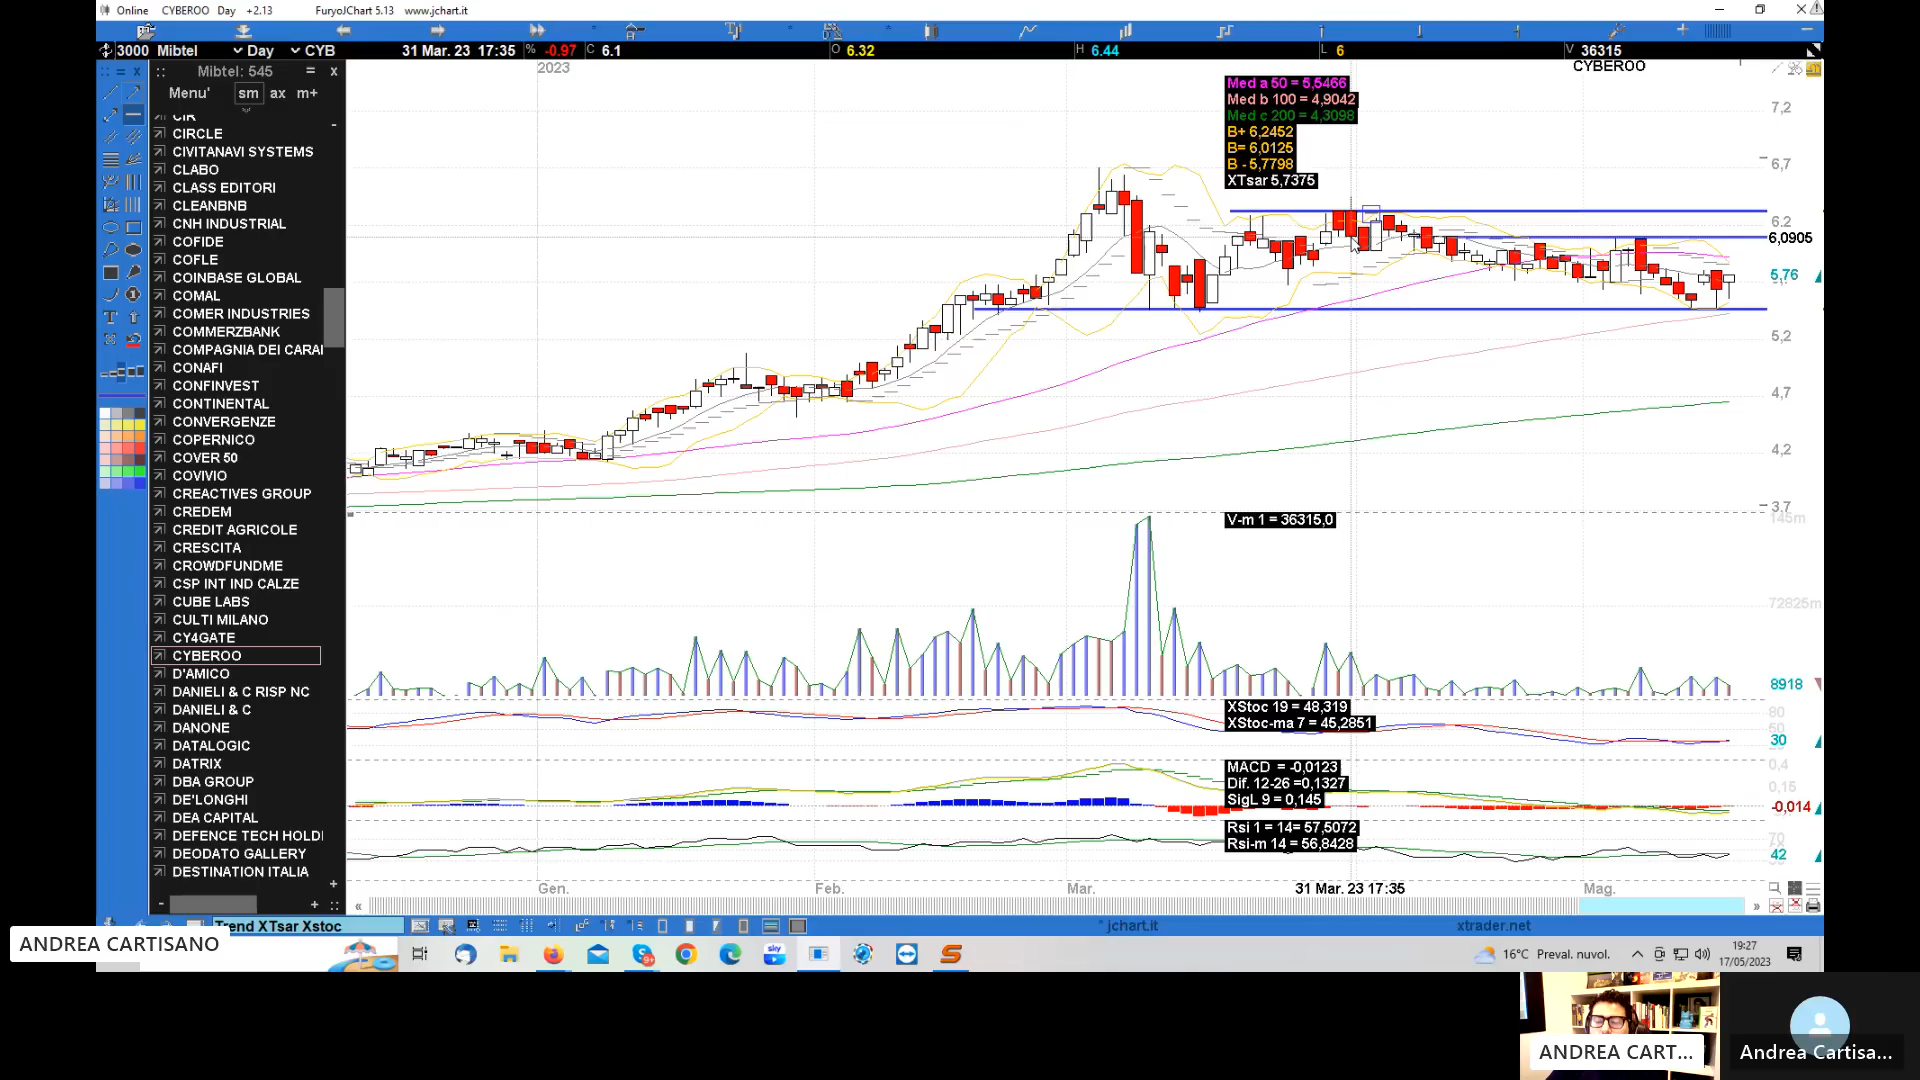 Online CYBEROO Day +2.13 FuryoJChart 5.13 www.jchart.it
3000 Mibtel Day CYB 31 Mar. 23 17:35 % -0.97 C 6.1 O 6.32 H 6.44 L 6 V 36315
Mibtel: 545 = x
Menu' sm ax m+
CIR
CIRCLE
CIVITANAVI SYSTEMS
CLABO
CLASS EDITORI
CLEANBNB
CNH INDUSTRIAL
COFIDE
COFLE
COINBASE GLOBAL
COMAL
COMER INDUSTRIES
COMMERZBANK
COMPAGNIA DEI CARAI
CONAFI
CONFINVEST
CONTINENTAL
CONVERGENZE
COPERNICO
COVER 50
COVIVIO
CREACTIVES GROUP
CREDEM
CREDIT AGRICOLE
CRESCITA
CROWDFUNDME
CSP INT IND CALZE
CUBE LABS
CULTI MILANO
CY4GATE
CYBEROO
D'AMICO
DANIELI & C RISP NC
DANIELI & C
DANONE
DATALOGIC
DATRIX
DBA GROUP
DE'LONGHI
DEA CAPITAL
DEFENCE TECH HOLDI
DEODATO GALLERY
DESTINATION ITALIA
2023
CYBEROO
Med a 50 = 5,5466
Med b 100 = 4,9042
Med c 200 = 4,3098
B+ 6,2452
B= 6,0125
B - 5,7798
XTsar 5,7375
7,2
6,7
6,2
6,0905
5,76
5,2
4,7
4,2
3,7
V-m 1 = 36315,0
145m
72825m
8918
XStoc 19 = 48,319
XStoc-ma 7 = 45,2851
80
50
30
MACD = -0,0123
Dif. 12-26 =0,1327
SigL 9 = 0,145
0,4
0,15
-0,014
Rsi 1 = 14= 57,5072
Rsi-m 14 = 56,8428
70
42
Gen. Feb. Mar. 31 Mar. 23 17:35 Mag.
Trend XTsar Xstoc
* jchart.it xtrader.net
ANDREA CARTISANO
sky
9+
16°C Preval. nuvol.
19:27
17/05/2023
ANDREA CART...
Andrea Cartisa...